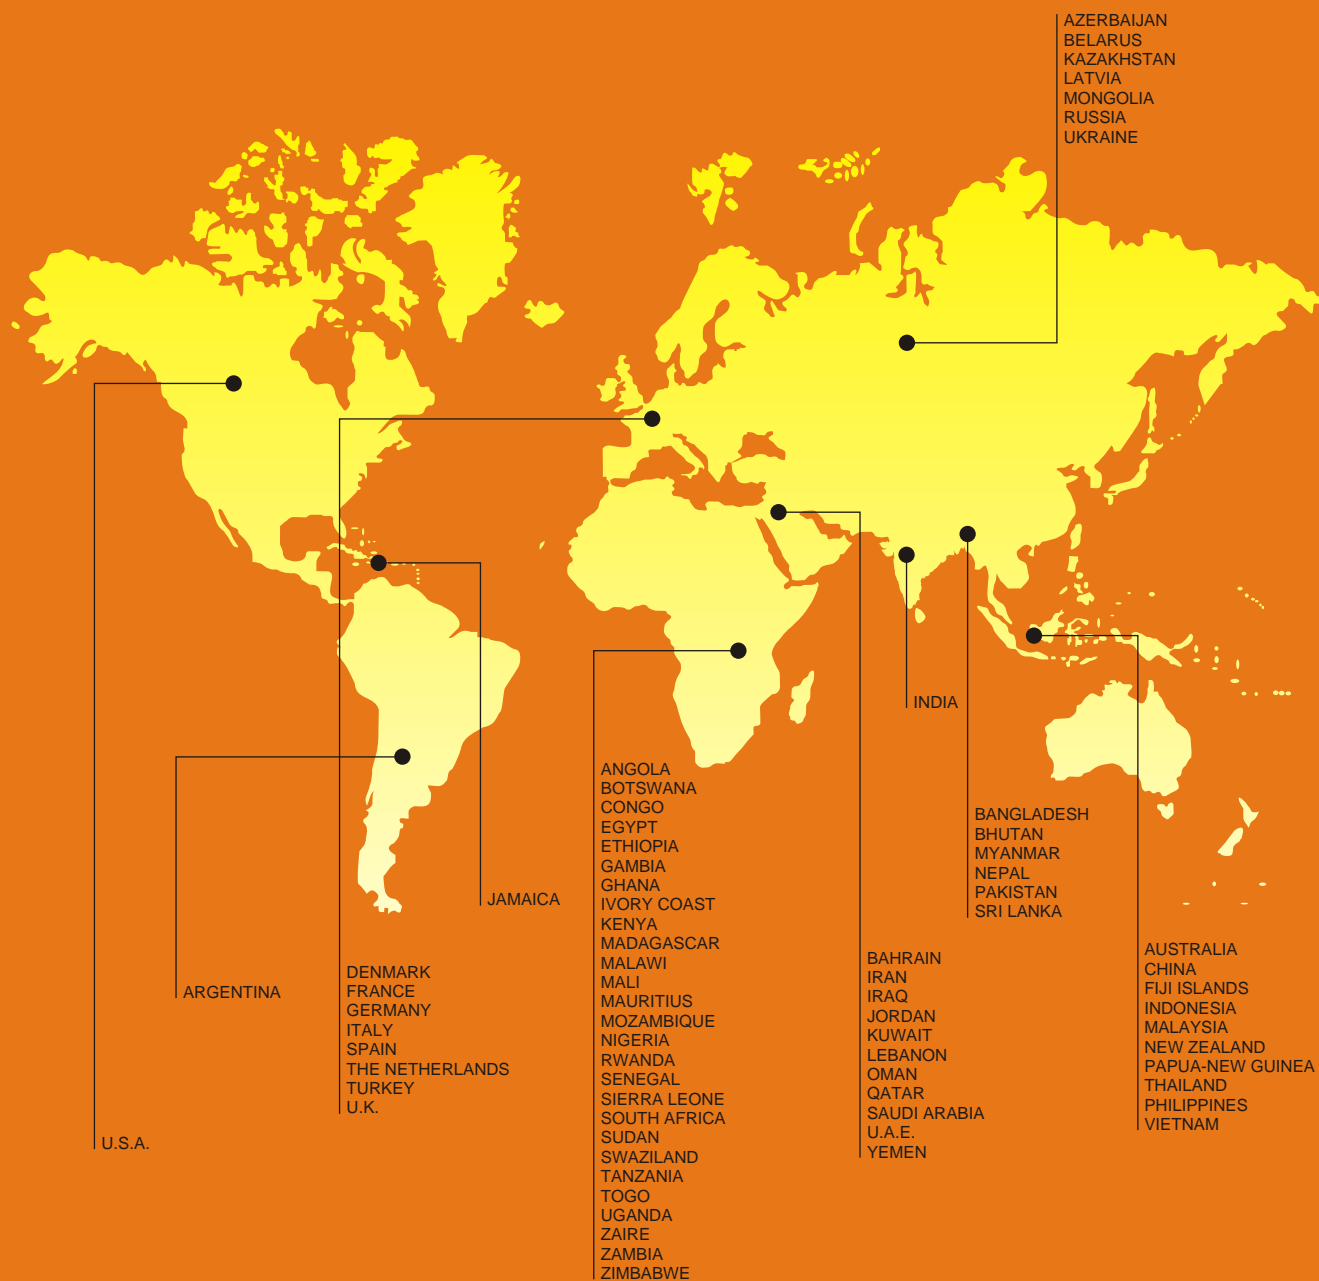 AZERBAIJAN
BELARUS
KAZAKHSTAN
LATVIA
MONGOLIA
RUSSIA
UKRAINE
INDIA
ANGOLA
BOTSWANA
CONGO
EGYPT
ETHIOPIA
GAMBIA
GHANA
IVORY COAST
KENYA
MADAGASCAR
MALAWI
MALI
MAURITIUS
MOZAMBIQUE
NIGERIA
RWANDA
SENEGAL
SIERRA LEONE
SOUTH AFRICA
SUDAN
SWAZILAND
TANZANIA
TOGO
UGANDA
ZAIRE
ZAMBIA
ZIMBABWE
BANGLADESH
BHUTAN
MYANMAR
NEPAL
PAKISTAN
SRI LANKA
JAMAICA
AUSTRALIA
CHINA
FIJI ISLANDS
INDONESIA
MALAYSIA
NEW ZEALAND
PAPUA-NEW GUINEA
THAILAND
PHILIPPINES
VIETNAM
BAHRAIN
IRAN
IRAQ
JORDAN
KUWAIT
LEBANON
OMAN
QATAR
SAUDI ARABIA
U.A.E.
YEMEN
DENMARK
FRANCE
GERMANY
ITALY
SPAIN
THE NETHERLANDS
TURKEY
U.K.
ARGENTINA
U.S.A.